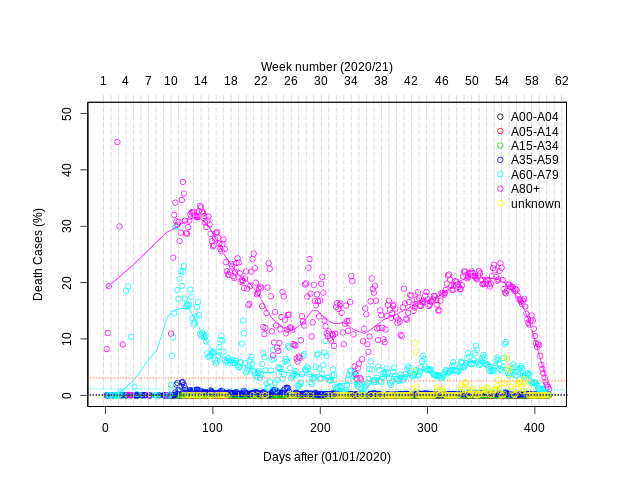 Week number (2020/21)
1 4 7 10 14 18 22 26 30 34 38 42 46 50 54 58 62
Death Cases (%)
50
40
30
20
10
0
A00-A04
A05-A14
A15-A34
A35-A59
A60-A79
A80+
unknown
0 100 200 300 400
Days after (01/01/2020)